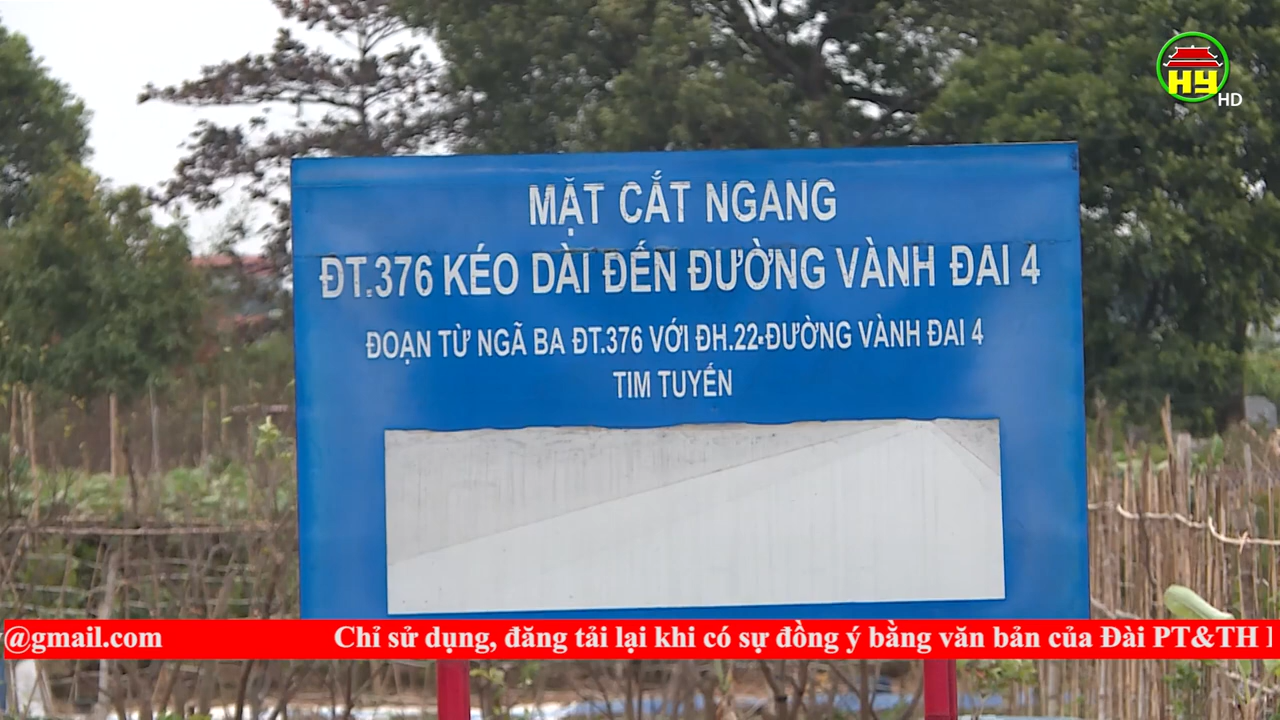 HY
HD
MẶT CẮT NGANG
ĐT.376 KÉO DÀI ĐẾN ĐƯỜNG VÀNH ĐAI 4
ĐOẠN TỪ NGÃ BA ĐT.376 VỚI ĐH.22-ĐƯỜNG VÀNH ĐAI 4
TIM TUYẾN
@gmail.com Chỉ sử dụng, đăng tải lại khi có sự đồng ý bằng văn bản của Đài PT&TH